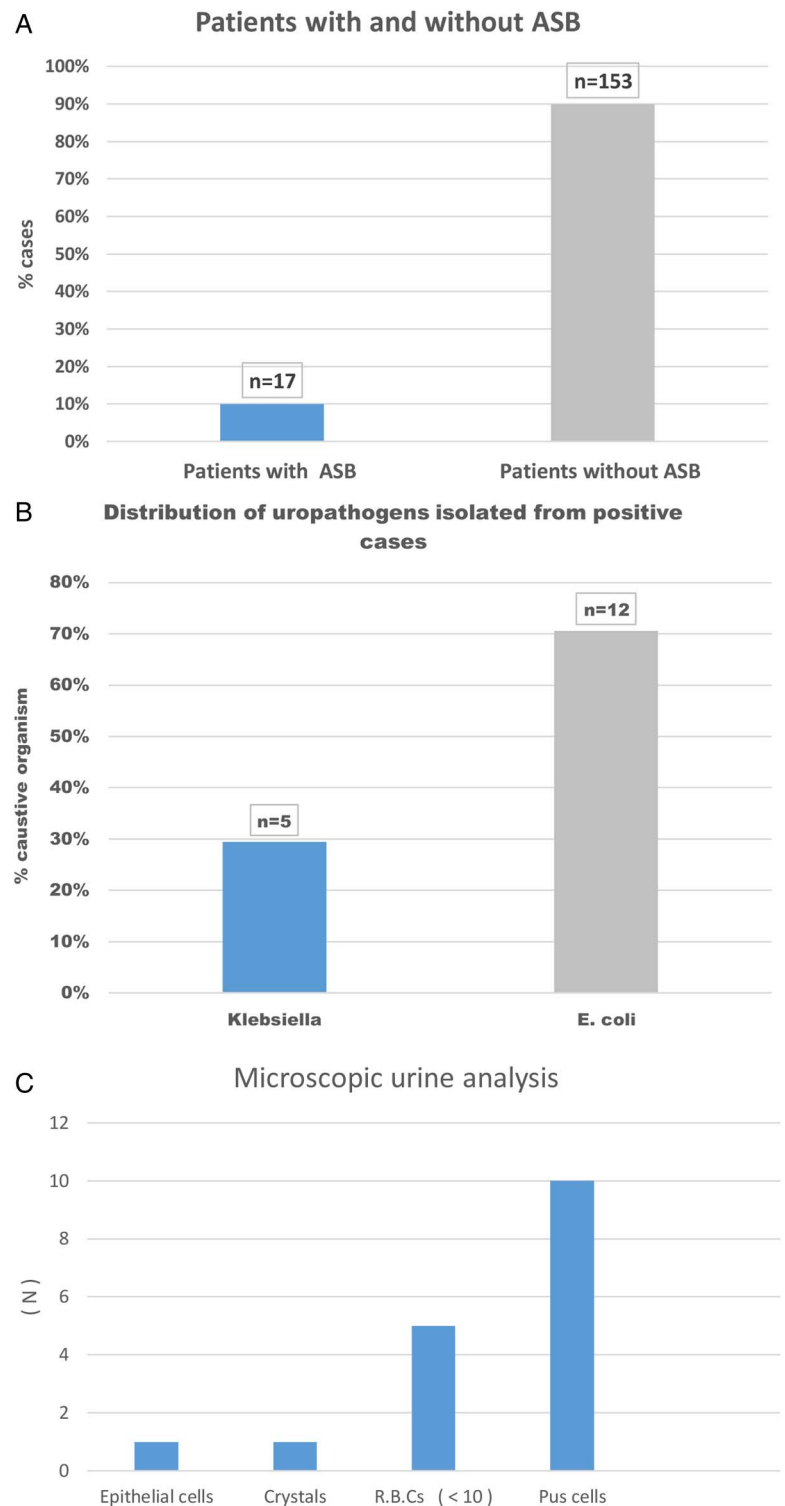 A
Patients with and without ASB
100%
90%
80%
70%
60%
50%
40%
30%
20%
10%
0%
% cases
n=17
n=153
Patients with ASB
Patients without ASB
B
Distribution of uropathogens isolated from positive
cases
80%
70%
60%
50%
40%
30%
20%
10%
0%
% caustive organism
n=5
n=12
Klebsiella
E. coli
C
Microscopic urine analysis
12
10
8
6
4
2
0
( N )
Epithelial cells
Crystals
R.B.Cs ( < 10 )
Pus cells